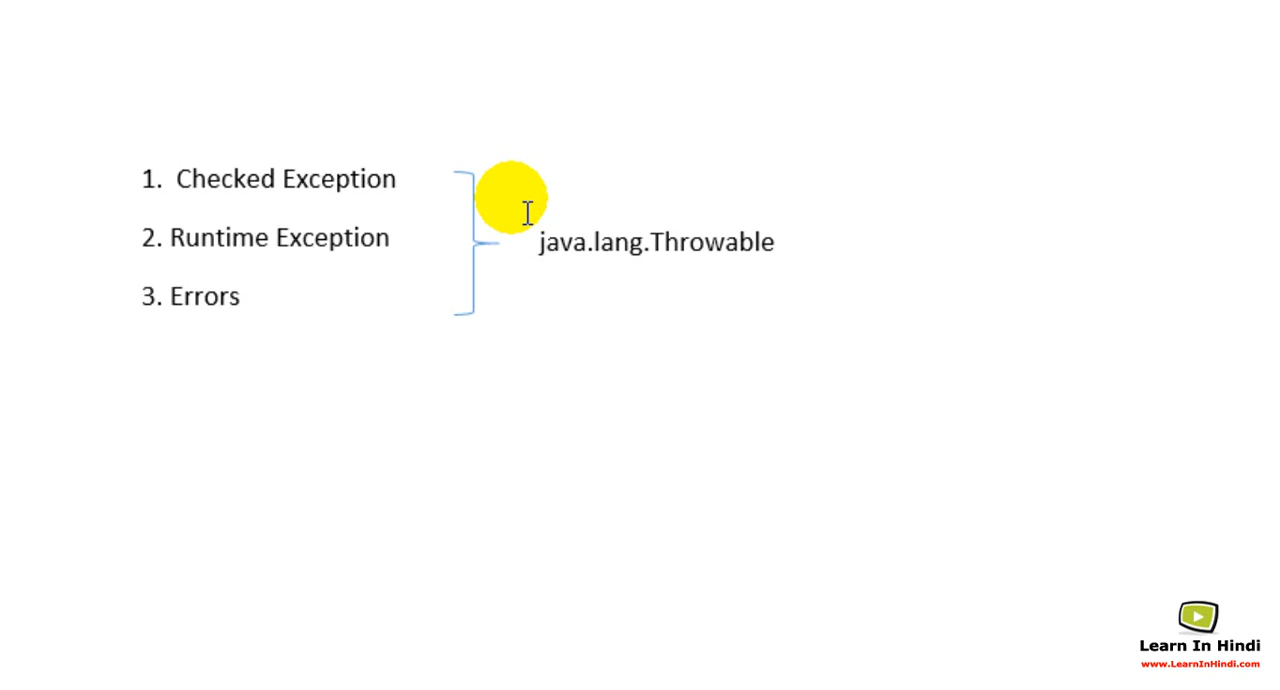 1. Checked Exception
2. Runtime Exception
3. Errors
java.lang.Throwable
Learn In Hindi
www.LearnInHindi.com